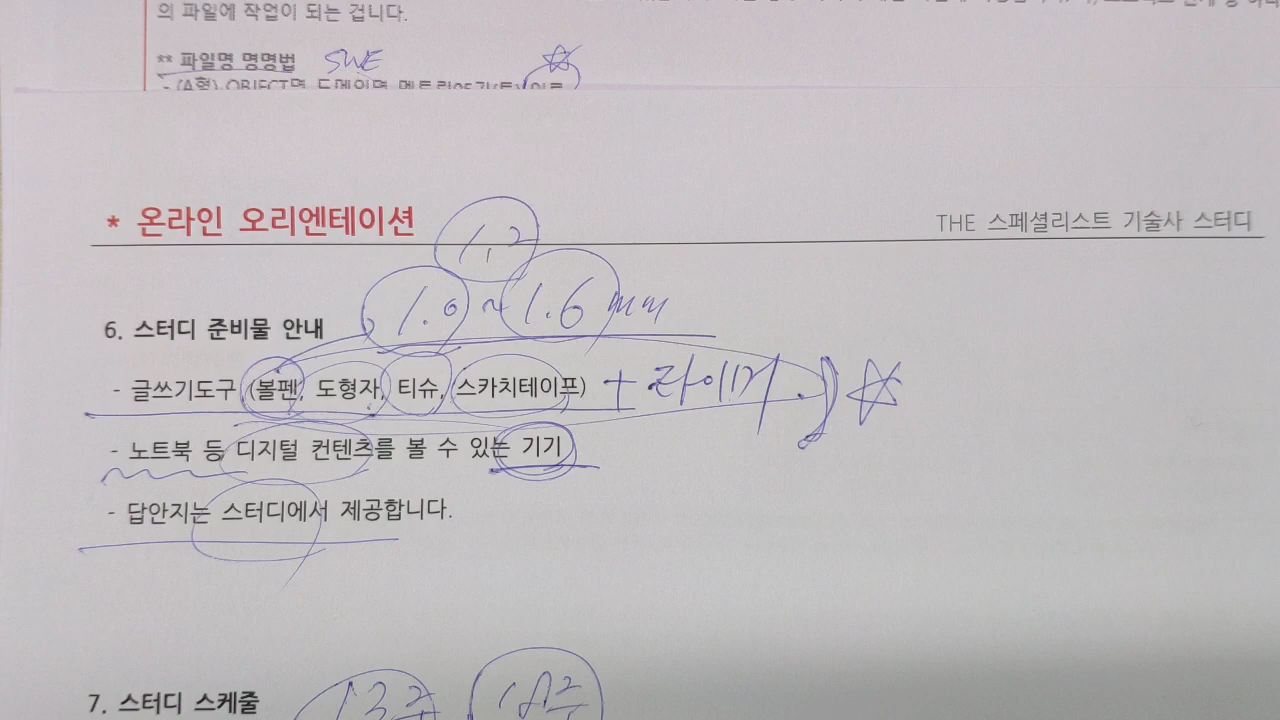 의 파일에 작업이 되는 겁니다.
** 파일명 명명법 SWE
* 온라인 오리엔테이션 THE 스페셜리스트 기술사 스터디
1,2
1.0 ~ 1.6 mm
6. 스터디 준비물 안내
- 글쓰기도구 (볼펜, 도형자, 티슈, 스카치테이프) + 타이머
- 노트북 등 디지털 컨텐츠를 볼 수 있는 기기
- 답안지는 스터디에서 제공합니다.
7. 스터디 스케줄 13주